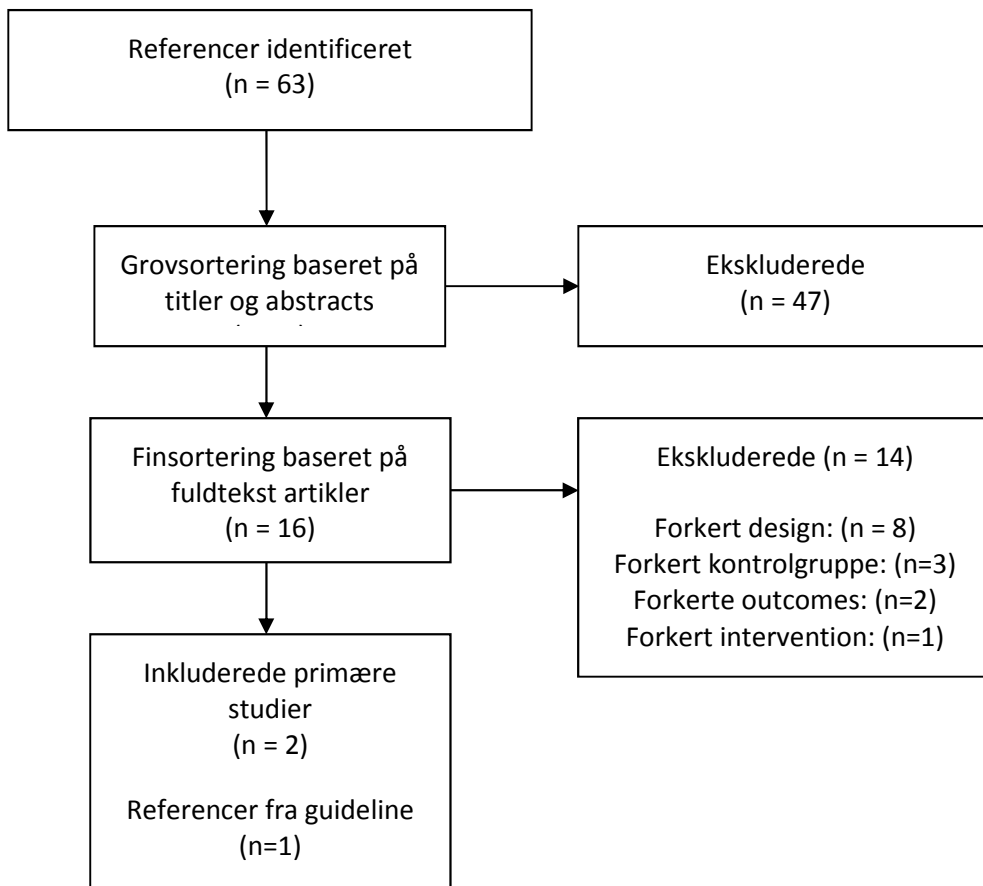 Referencer identificeret
(n = 63)
Grovsortering baseret på
titler og abstracts
Ekskluderede
(n = 47)
Finsortering baseret på
fuldtekst artikler
(n = 16)
Ekskluderede (n = 14)
Forkert design: (n = 8)
Forkert kontrolgruppe: (n=3)
Forkerte outcomes: (n=2)
Forkert intervention: (n=1)
Inkluderede primære
studier
(n = 2)
Referencer fra guideline
(n=1)